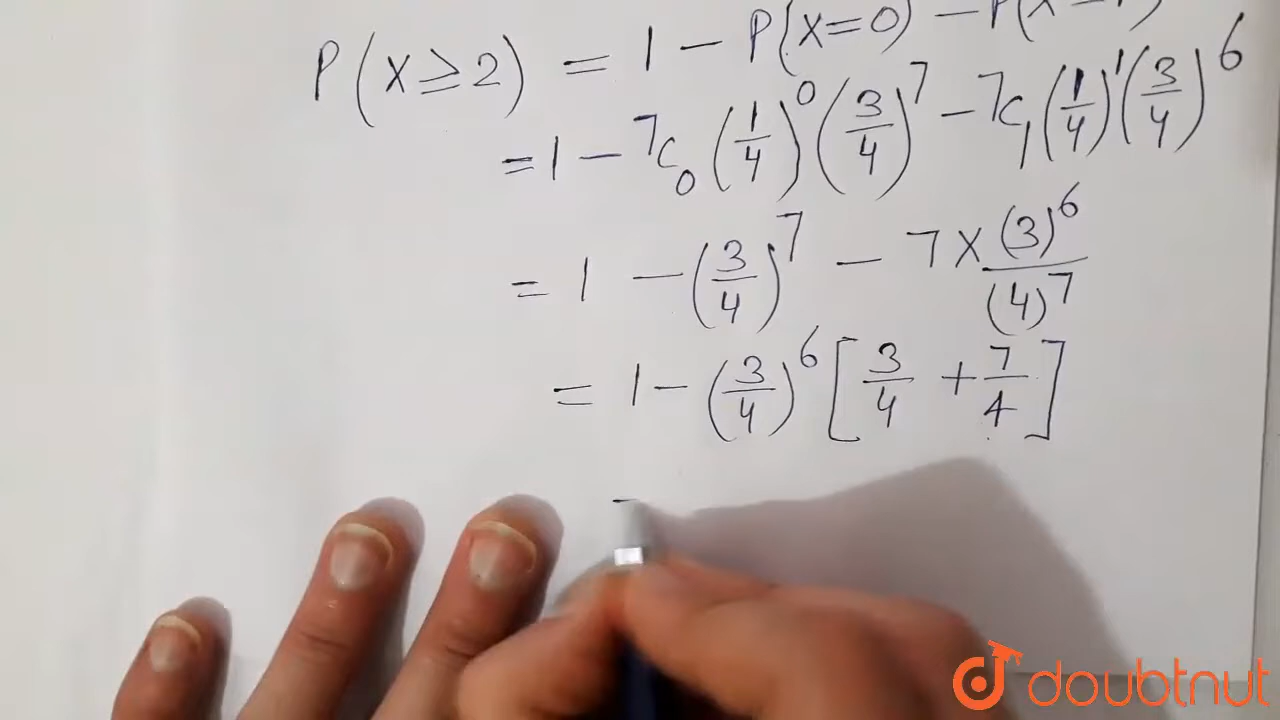 P(X≥2) = 1 - P(X=0) - P(X=1)
=1 - ⁷C₀ (1/4)⁰ (3/4)⁷ - ⁷C₁ (1/4)¹ (3/4)⁶
= 1 - (3/4)⁷ - 7 X (3)⁶/(4)⁷
= 1 - (3/4)⁶ [3/4 + 7/4]
doubtnut